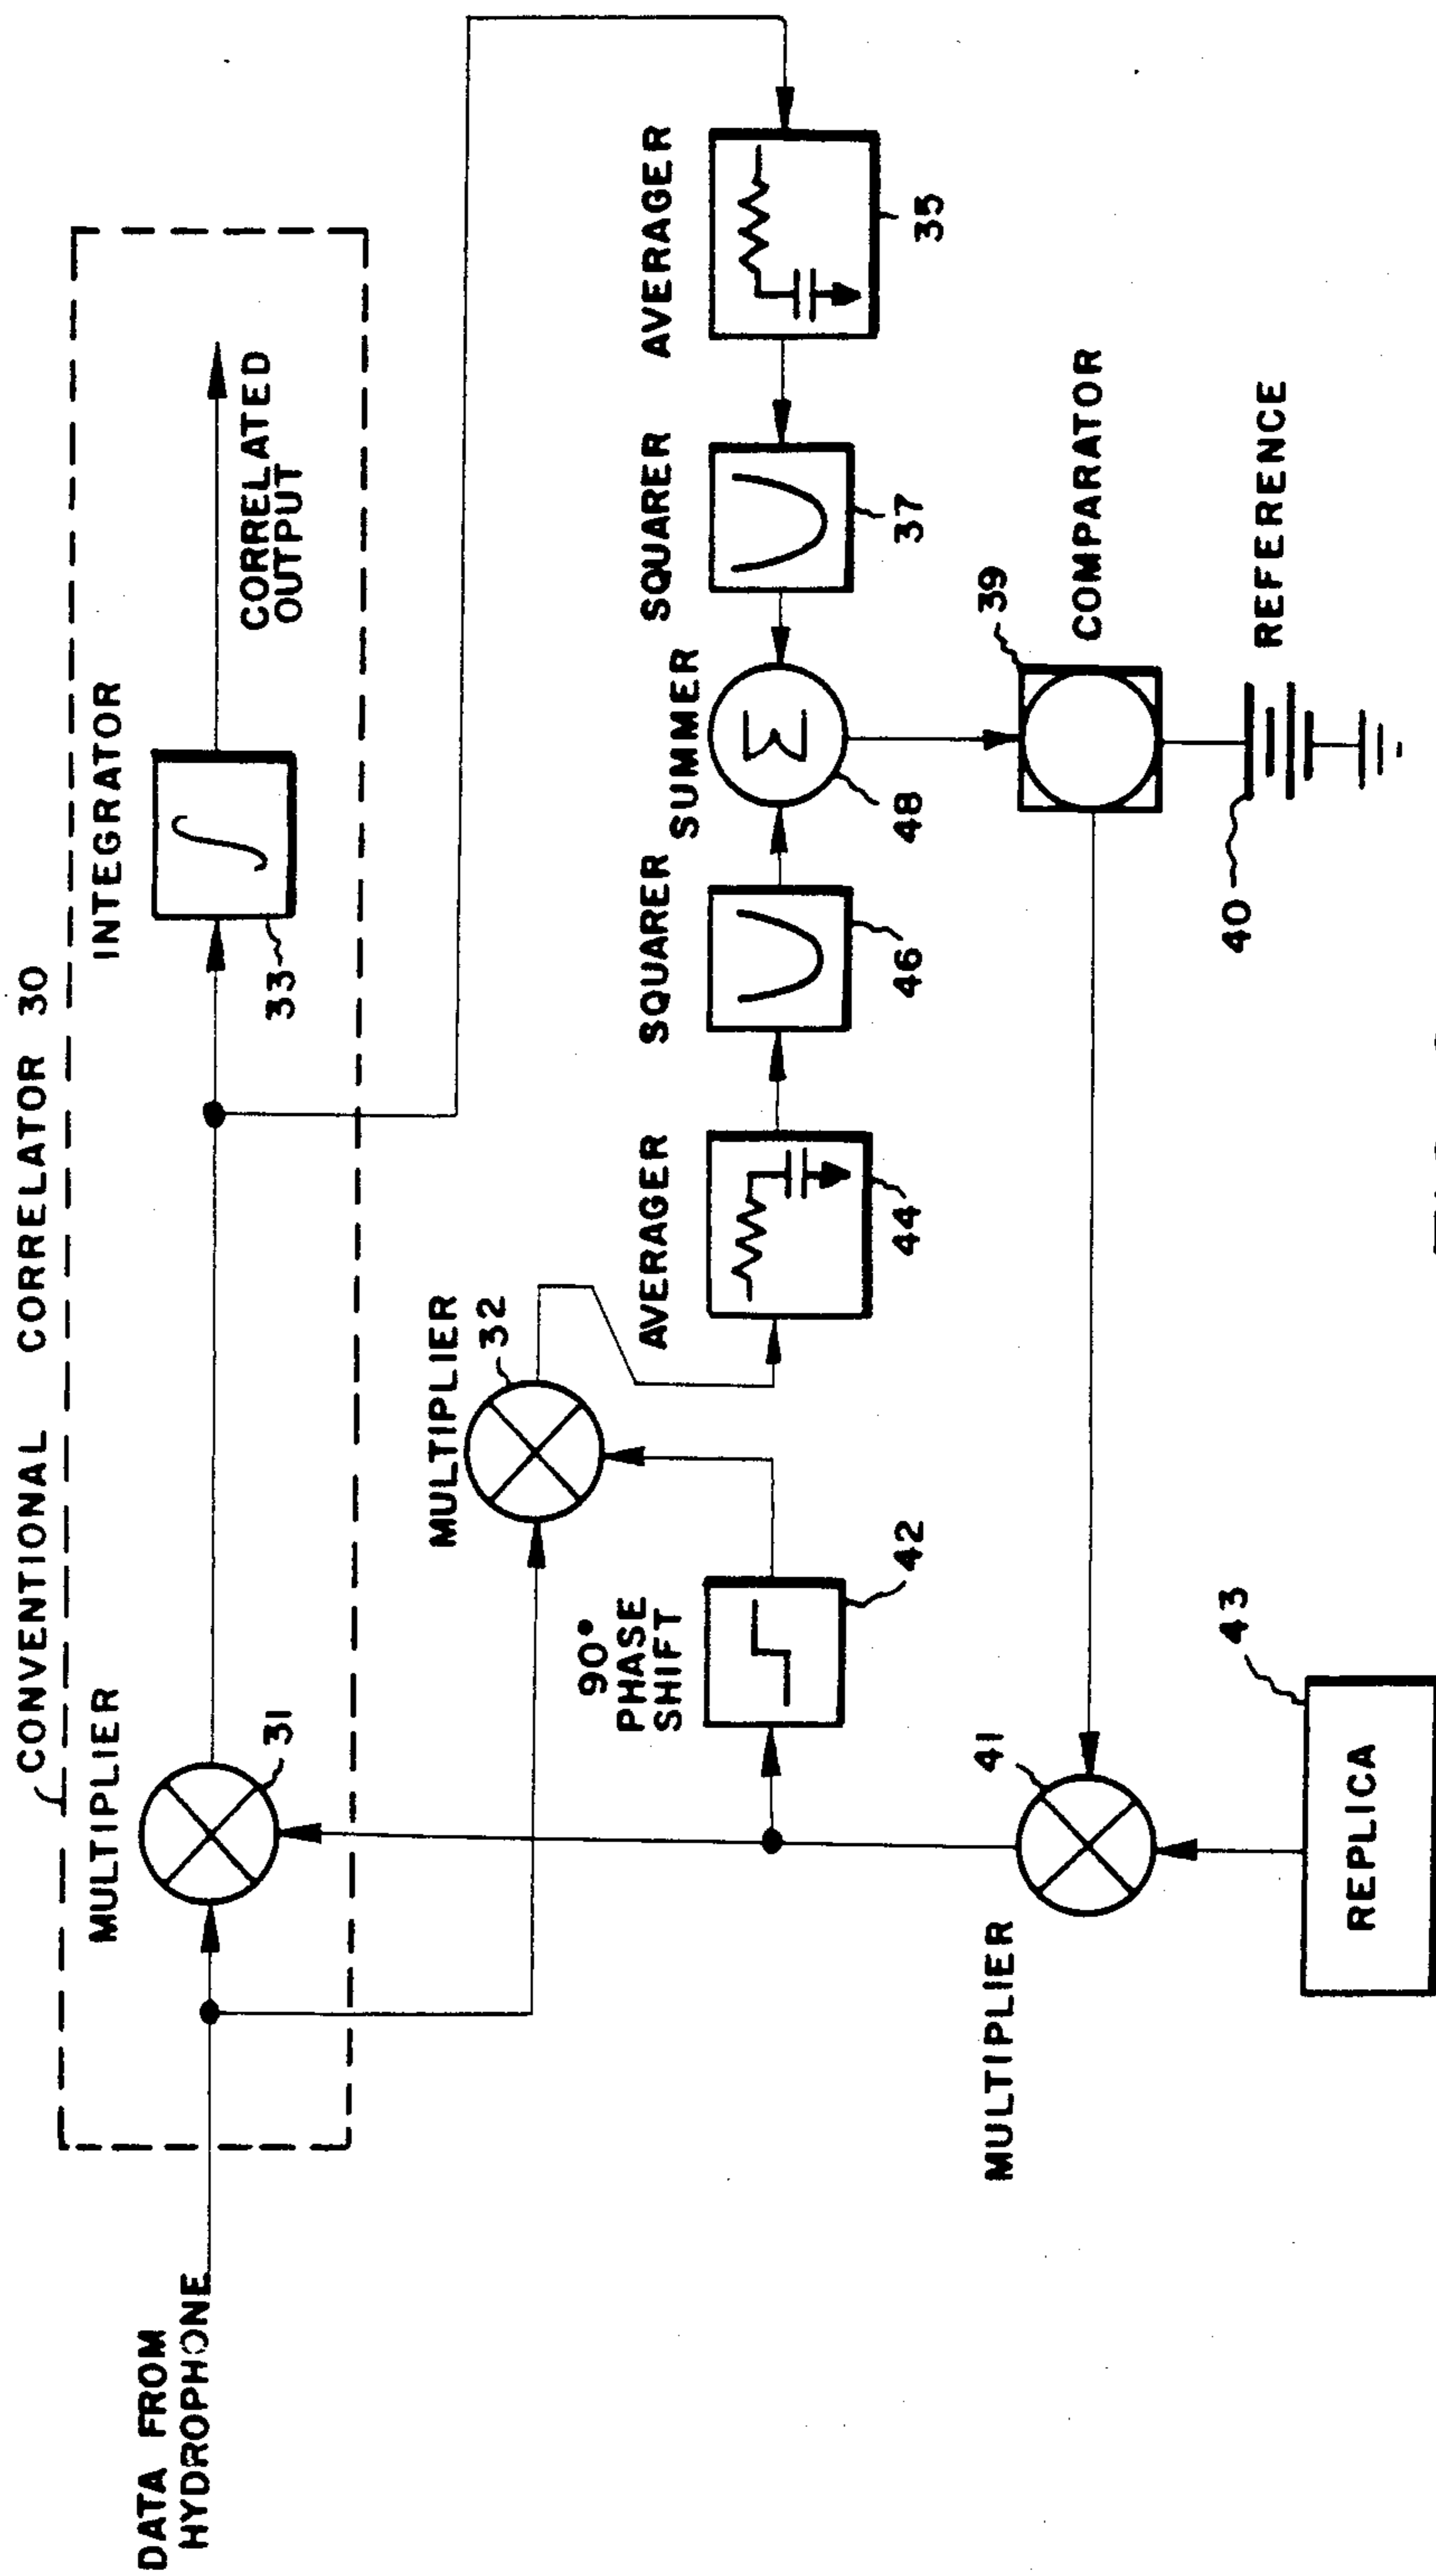 CONVENTIONAL CORRELATOR 30
MULTIPLIER
31
INTEGRATOR
33
CORRELATED
OUTPUT
DATA FROM
HYDROPHONE
MULTIPLIER
32
90°
PHASE
SHIFT
42
AVERAGER
44
SQUARER
46
SUMMER
48
SQUARER
37
AVERAGER
35
MULTIPLIER
41
39
COMPARATOR
40
REFERENCE
43
REPLICA
Σ
∫